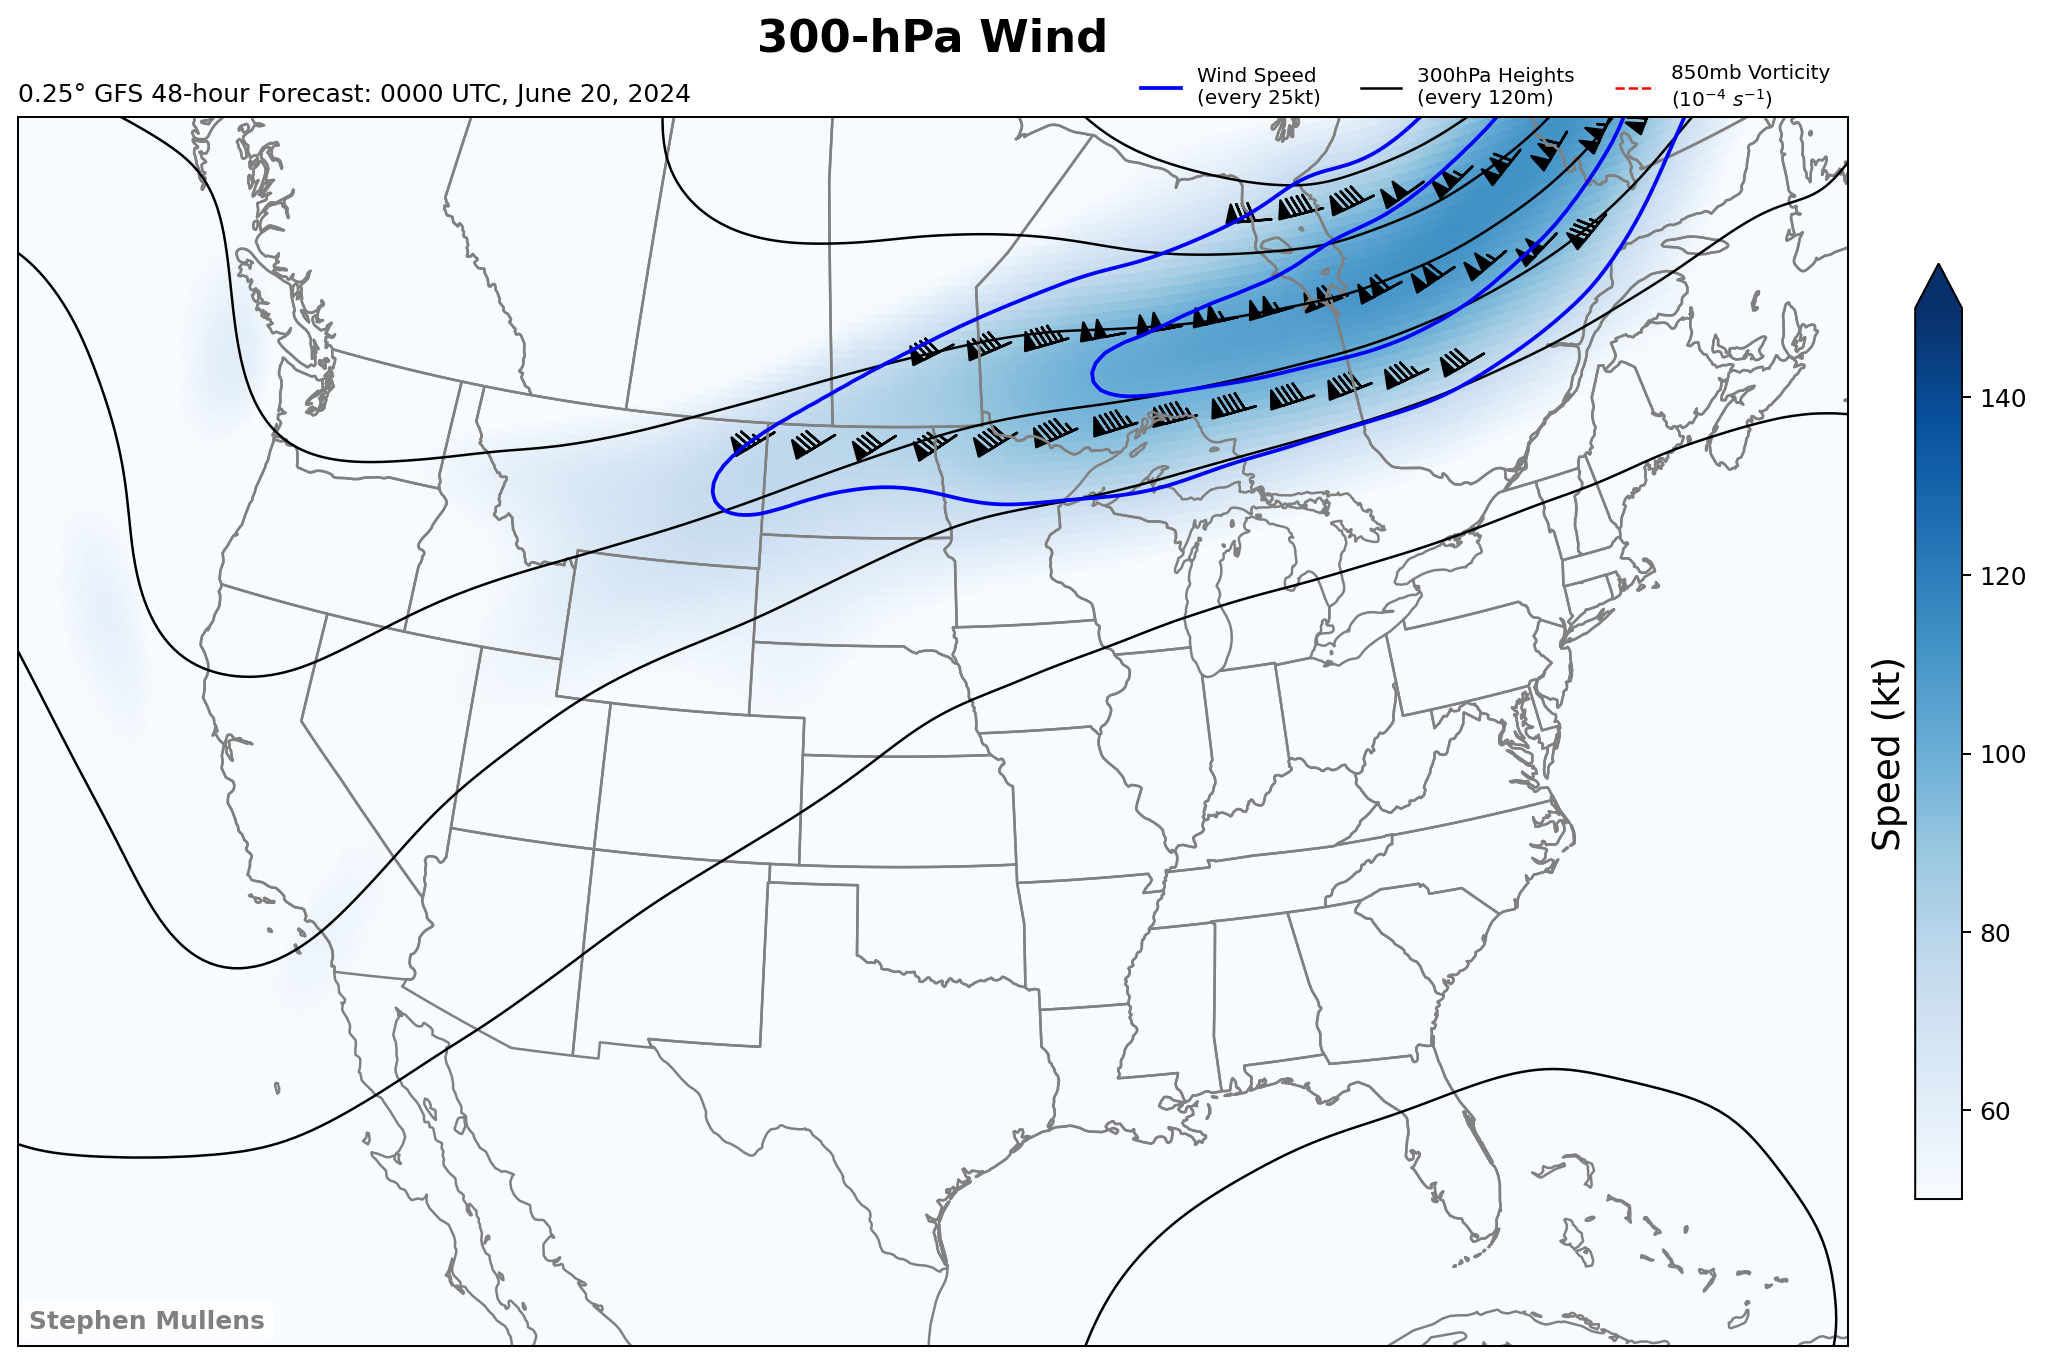 300-hPa Wind
0.25° GFS 48-hour Forecast: 0000 UTC, June 20, 2024
Wind Speed
(every 25kt)
300hPa Heights
(every 120m)
850mb Vorticity
(10⁻⁴ s⁻¹)
140
120
100
80
60
Speed (kt)
Stephen Mullens